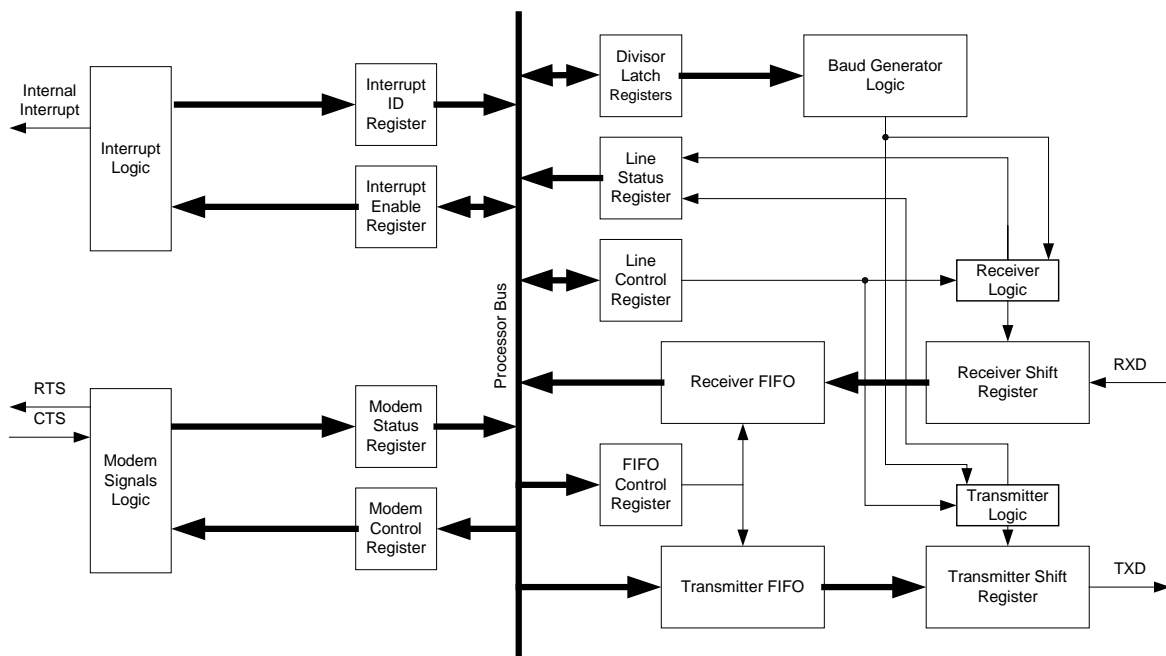 Internal
Interrupt
Interrupt
Logic
Interrupt
ID
Register
Interrupt
Enable
Register
RTS
CTS
Modem
Signals
Logic
Modem
Status
Register
Modem
Control
Register
Processor Bus
Divisor
Latch
Registers
Baud Generator
Logic
Line
Status
Register
Line
Control
Register
Receiver
Logic
Receiver FIFO
Receiver Shift
Register
RXD
FIFO
Control
Register
Transmitter
Logic
Transmitter FIFO
Transmitter Shift
Register
TXD